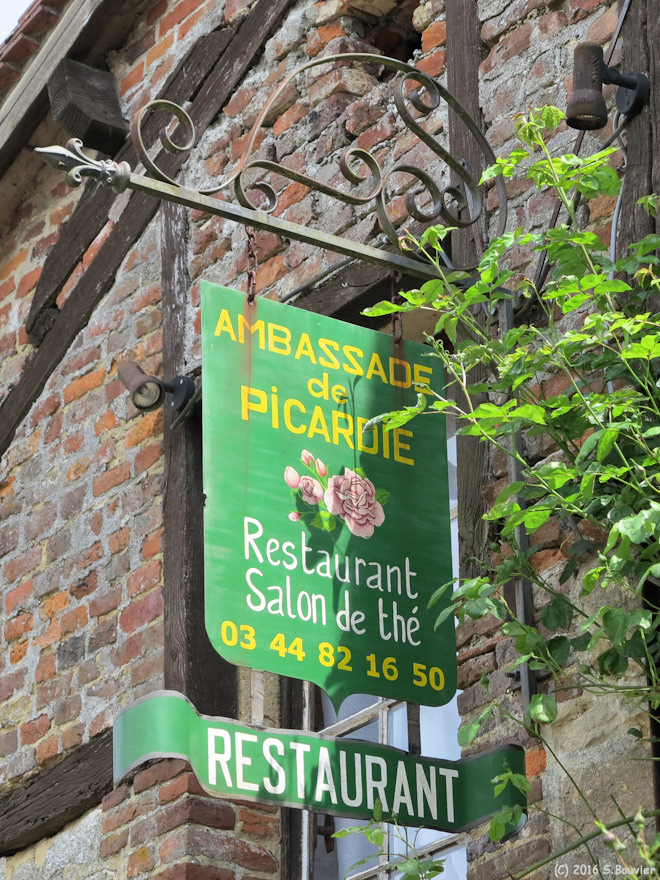 AMBASSADE
de
PICARDIE
Restaurant
Salon de thé
03 44 82 16 50
RESTAURANT
(C) 2016 S.Bouvier